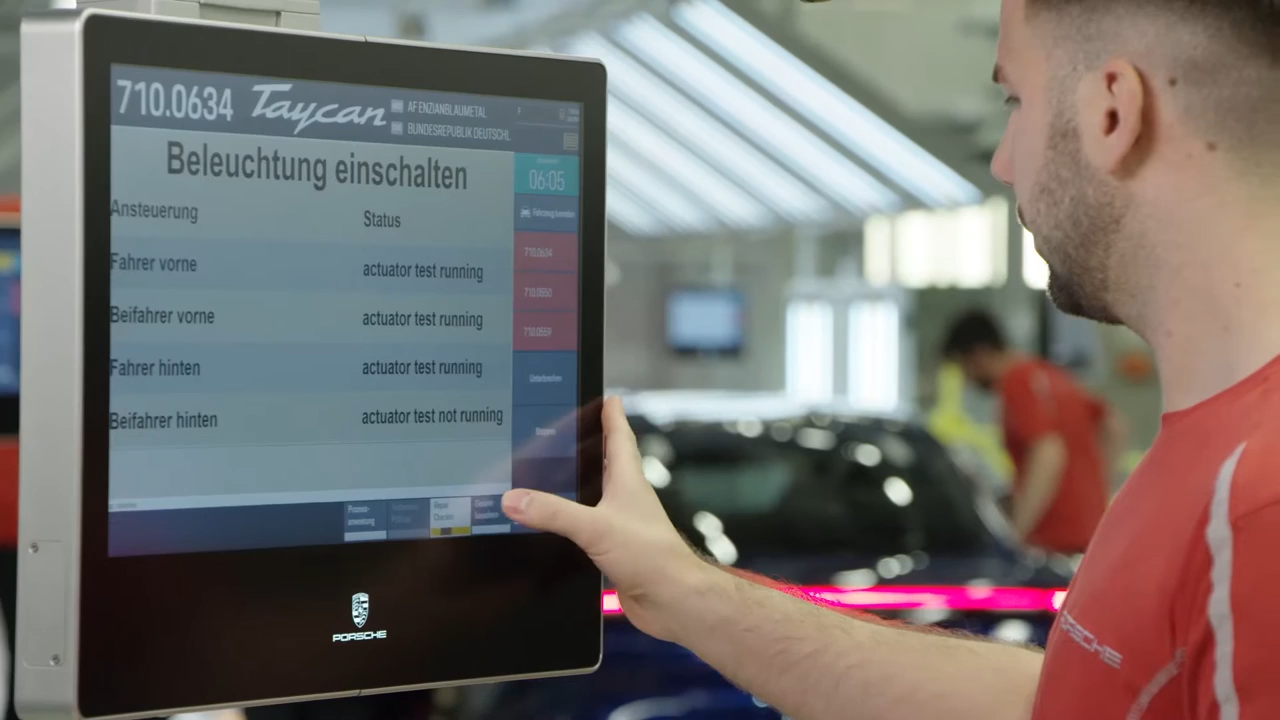 710.0634 Taycan AF ENZIANBLAUMETAL
BUNDESREPUBLIK DEUTSCHL
Beleuchtung einschalten
06:05
Ansteuerung Status
Fahrer vorne actuator test running
710.0634
Beifahrer vorne actuator test running
710.0550
710.0559
Fahrer hinten actuator test running
Beifahrer hinten actuator test not running
PORSCHE
PORSCHE